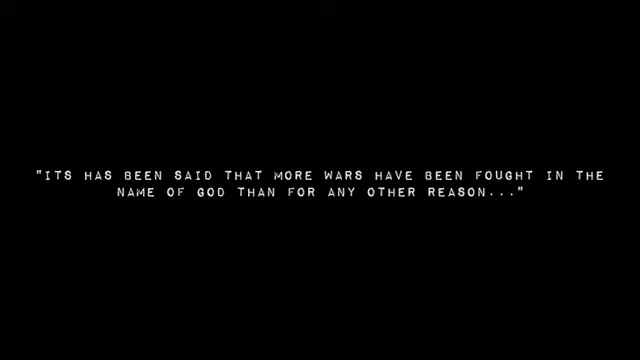 "ITS HAS BEEN SAID THAT MORE WARS HAVE BEEN FOUGHT IN THE
NAME OF GOD THAN FOR ANY OTHER REASON..."